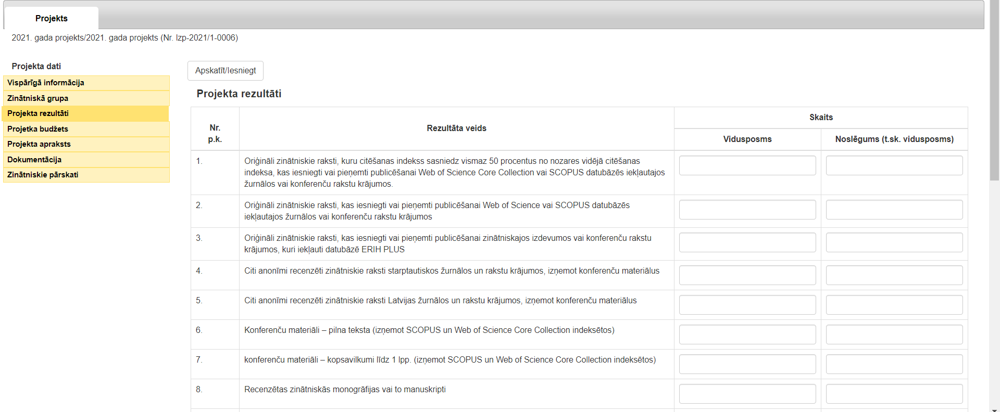 Projekts
2021. gada projekts/2021. gada projekts (Nr. lzp-2021/1-0006)
Projekta dati
Vispārīgā informācija
Zinātniskā grupa
Projekta rezultāti
Projetka budžets
Projekta apraksts
Dokumentācija
Zinātniskie pārskati
Apskatīt/Iesniegt
Projekta rezultāti
Nr.
p.k.
Rezultāta veids
Skaits
Vidusposms
Noslēgums (t.sk. vidusposms)
1.
Oriģināli zinātniskie raksti, kuru citēšanas indekss sasniedz vismaz 50 procentus no nozares vidējā citēšanas
indeksa, kas iesniegti vai pieņemti publicēšanai Web of Science Core Collection vai SCOPUS datubāzēs iekļautajos
žurnālos vai konferenču rakstu krājumos.
2.
Oriģināli zinātniskie raksti, kas iesniegti vai pieņemti publicēšanai Web of Science vai SCOPUS datubāzēs
iekļautajos žurnālos vai konferenču rakstu krājumos
3.
Oriģināli zinātniskie raksti, kas iesniegti vai pieņemti publicēšanai zinātniskajos izdevumos vai konferenču rakstu
krājumos, kuri iekļauti datubāzē ERIH PLUS
4.
Citi anonīmi recenzēti zinātniskie raksti starptautiskos žurnālos un rakstu krājumos, izņemot konferenču materiālus
5.
Citi anonīmi recenzēti zinātniskie raksti Latvijas žurnālos un rakstu krājumos, izņemot konferenču materiālus
6.
Konferenču materiāli – pilna teksta (izņemot SCOPUS un Web of Science Core Collection indeksētos)
7.
konferenču materiāli – kopsavilkumi līdz 1 lpp. (izņemot SCOPUS un Web of Science Core Collection indeksētos)
8.
Recenzētas zinātniskās monogrāfijas vai to manuskripti